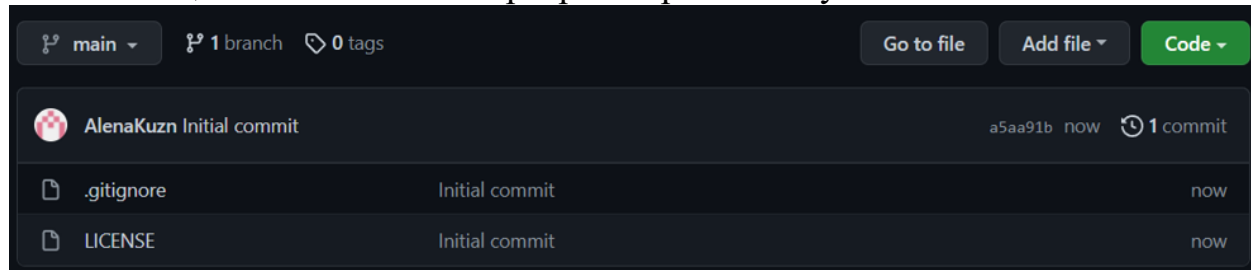 main 1 branch 0 tags Go to file Add file Code
AlenaKuzn Initial commit a5aa91b now 1 commit
.gitignore Initial commit now
LICENSE Initial commit now